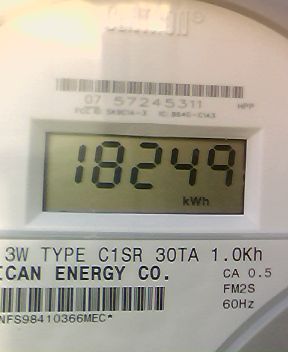 07 57245311 HPP
18249
kWh
3W TYPE C1SR 30TA 1.0Kh
ICAN ENERGY CO. CA 0.5
FM2S
NFS98410366MEC* 60Hz